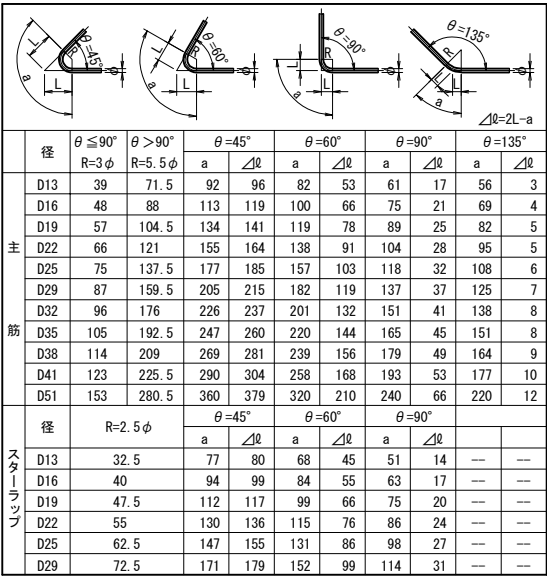 θ=45° θ=60° θ=90° θ=135°
L R a L φ L R a L φ L R a L φ R L a φ
⊿ℓ=2L-a
径 θ≦90° R=3φ θ>90° R=5.5φ θ=45° θ=60° θ=90° θ=135°
a ⊿ℓ a ⊿ℓ a ⊿ℓ a ⊿ℓ
主筋
D13 39 71.5 92 96 82 53 61 17 56 3
D16 48 88 113 119 100 66 75 21 69 4
D19 57 104.5 134 141 119 78 89 25 82 5
D22 66 121 155 164 138 91 104 28 95 5
D25 75 137.5 177 185 157 103 118 32 108 6
D29 87 159.5 205 215 182 119 137 37 125 7
D32 96 176 226 237 201 132 151 41 138 8
D35 105 192.5 247 260 220 144 165 45 151 8
D38 114 209 269 281 239 156 179 49 164 9
D41 123 225.5 290 304 258 168 193 53 177 10
D51 153 280.5 360 379 320 210 240 66 220 12
径 R=2.5φ θ=45° θ=60° θ=90°
a ⊿ℓ a ⊿ℓ a ⊿ℓ
スターラップ
D13 32.5 77 80 68 45 51 14 -- --
D16 40 94 99 84 55 63 17 -- --
D19 47.5 112 117 99 66 75 20 -- --
D22 55 130 136 115 76 86 24 -- --
D25 62.5 147 155 131 86 98 27 -- --
D29 72.5 171 179 152 99 114 31 -- --